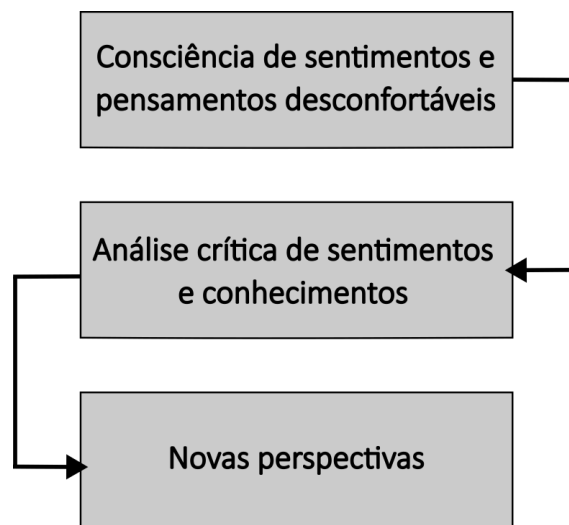 Consciência de sentimentos e
pensamentos desconfortáveis
Análise crítica de sentimentos
e conhecimentos
Novas perspectivas